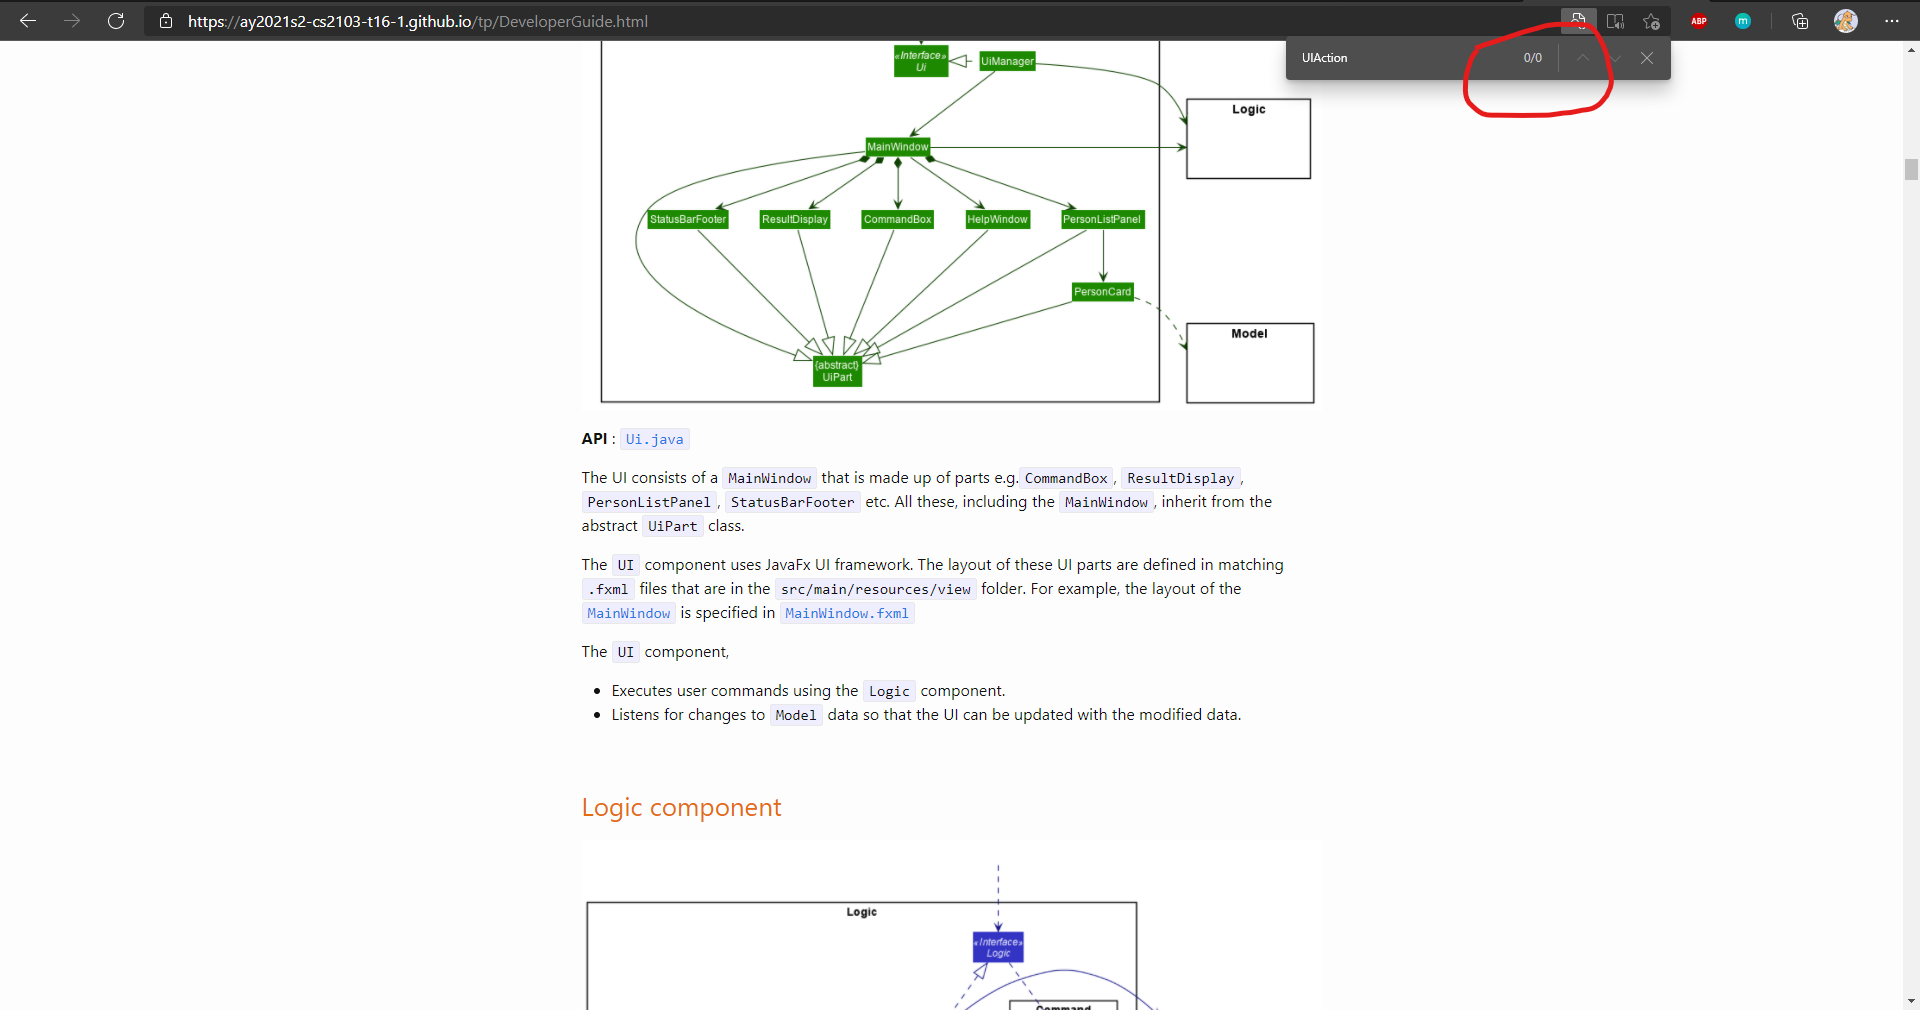 https://ay2021s2-cs2103-t16-1.github.io/tp/DeveloperGuide.html
ABP
m
UIAction
0/0
«Interface»
Ui
UiManager
Logic
MainWindow
StatusBarFooter
ResultDisplay
CommandBox
HelpWindow
PersonListPanel
PersonCard
Model
{abstract}
UiPart
API : Ui.java
The UI consists of a MainWindow that is made up of parts e.g. CommandBox, ResultDisplay,
PersonListPanel, StatusBarFooter etc. All these, including the MainWindow, inherit from the
abstract UiPart class.
The UI component uses JavaFx UI framework. The layout of these UI parts are defined in matching
.fxml files that are in the src/main/resources/view folder. For example, the layout of the
MainWindow is specified in MainWindow.fxml
The UI component,
Executes user commands using the Logic component.
Listens for changes to Model data so that the UI can be updated with the modified data.
Logic component
Logic
«Interface»
Logic
Command